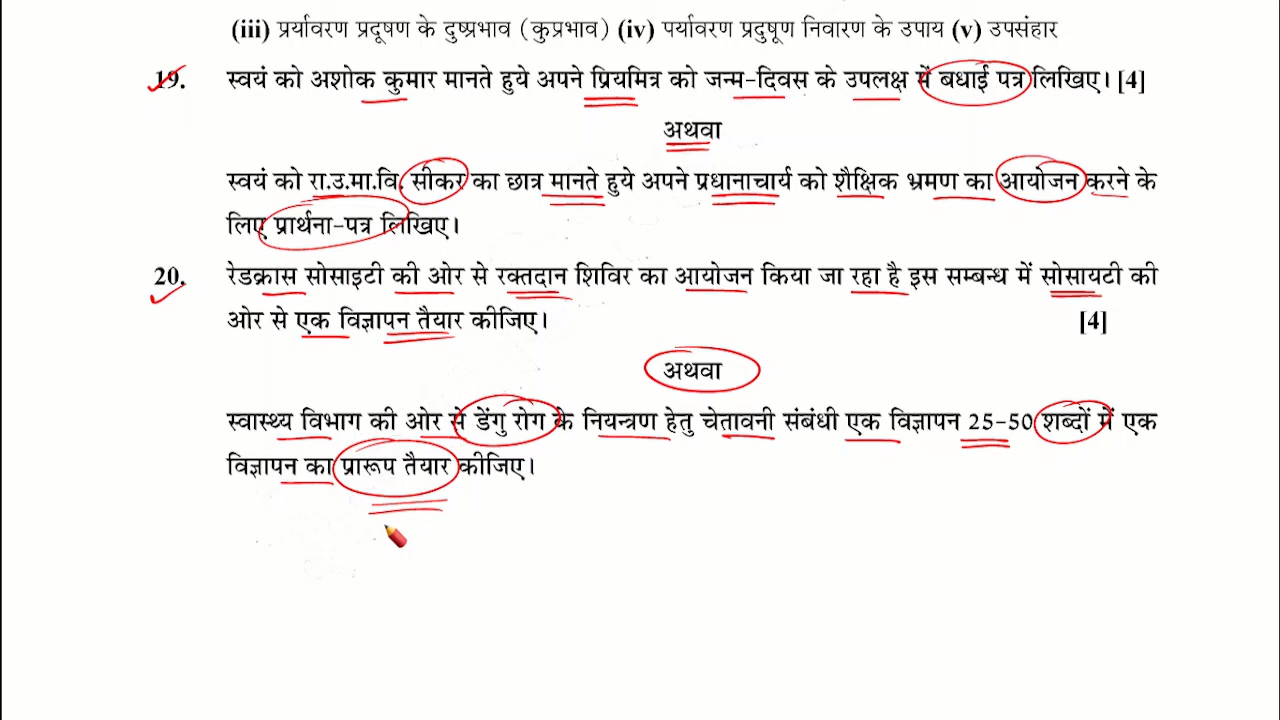 (iii) प्रर्यावरण प्रदूषण के दुष्प्रभाव (कुप्रभाव) (iv) पर्यावरण प्रदुषूण निवारण के उपाय (v) उपसंहार
19. स्वयं को अशोक कुमार मानते हुये अपने प्रियमित्र को जन्म-दिवस के उपलक्ष में बधाई पत्र लिखिए। [4]
अथवा
स्वयं को रा.उ.मा.वि. सीकर का छात्र मानते हुये अपने प्रधानाचार्य को शैक्षिक भ्रमण का आयोजन करने के
लिए प्रार्थना-पत्र लिखिए।
20. रेडक्रास सोसाइटी की ओर से रक्तदान शिविर का आयोजन किया जा रहा है इस सम्बन्ध में सोसायटी की
ओर से एक विज्ञापन तैयार कीजिए। [4]
अथवा
स्वास्थ्य विभाग की ओर से डेंगु रोग के नियन्त्रण हेतु चेतावनी संबंधी एक विज्ञापन 25-50 शब्दों में एक
विज्ञापन का प्रारूप तैयार कीजिए।